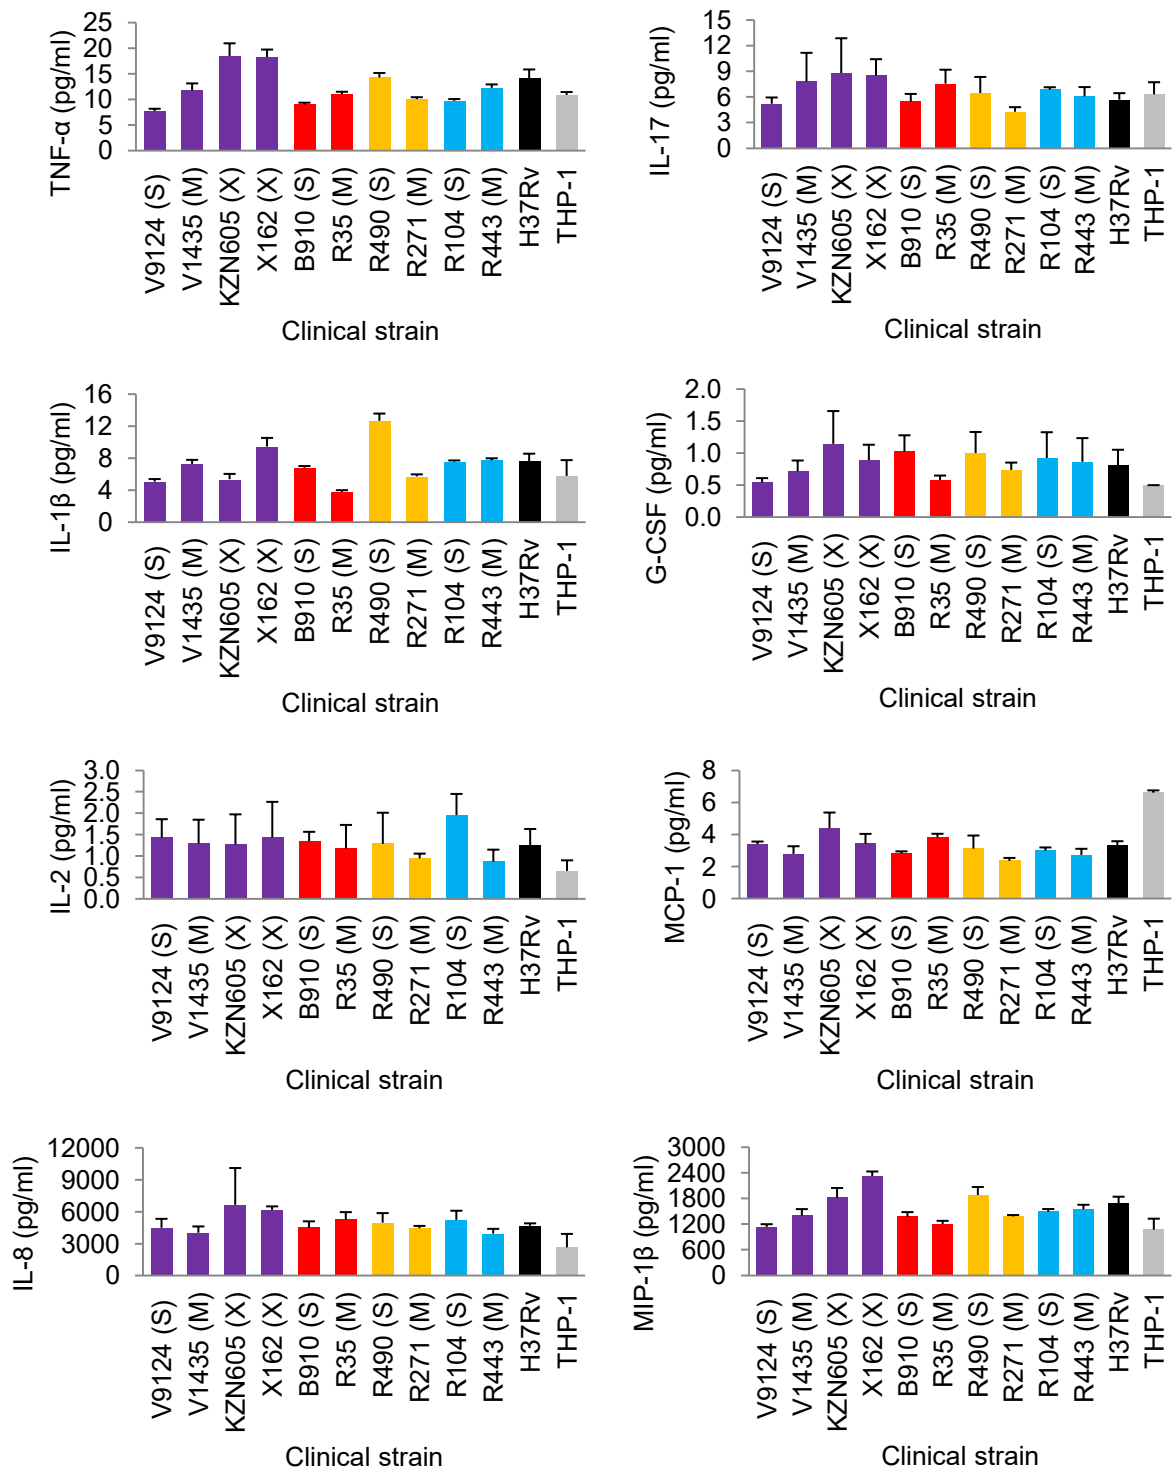 TNF-α (pg/ml)
25
20
15
10
5
0
V9124 (S)
V1435 (M)
KZN605 (X)
X162 (X)
B910 (S)
R35 (M)
R490 (S)
R271 (M)
R104 (S)
R443 (M)
H37Rv
THP-1
Clinical strain
IL-17 (pg/ml)
15
12
9
6
3
0
V9124 (S)
V1435 (M)
KZN605 (X)
X162 (X)
B910 (S)
R35 (M)
R490 (S)
R271 (M)
R104 (S)
R443 (M)
H37Rv
THP-1
Clinical strain
IL-1β (pg/ml)
16
12
8
4
0
V9124 (S)
V1435 (M)
KZN605 (X)
X162 (X)
B910 (S)
R35 (M)
R490 (S)
R271 (M)
R104 (S)
R443 (M)
H37Rv
THP-1
Clinical strain
G-CSF (pg/ml)
2.0
1.5
1.0
0.5
0.0
V9124 (S)
V1435 (M)
KZN605 (X)
X162 (X)
B910 (S)
R35 (M)
R490 (S)
R271 (M)
R104 (S)
R443 (M)
H37Rv
THP-1
Clinical strain
IL-2 (pg/ml)
3.0
2.5
2.0
1.5
1.0
0.5
0.0
V9124 (S)
V1435 (M)
KZN605 (X)
X162 (X)
B910 (S)
R35 (M)
R490 (S)
R271 (M)
R104 (S)
R443 (M)
H37Rv
THP-1
Clinical strain
MCP-1 (pg/ml)
8
6
4
2
0
V9124 (S)
V1435 (M)
KZN605 (X)
X162 (X)
B910 (S)
R35 (M)
R490 (S)
R271 (M)
R104 (S)
R443 (M)
H37Rv
THP-1
Clinical strain
IL-8 (pg/ml)
12000
9000
6000
3000
0
V9124 (S)
V1435 (M)
KZN605 (X)
X162 (X)
B910 (S)
R35 (M)
R490 (S)
R271 (M)
R104 (S)
R443 (M)
H37Rv
THP-1
Clinical strain
MIP-1β (pg/ml)
3000
2400
1800
1200
600
0
V9124 (S)
V1435 (M)
KZN605 (X)
X162 (X)
B910 (S)
R35 (M)
R490 (S)
R271 (M)
R104 (S)
R443 (M)
H37Rv
THP-1
Clinical strain